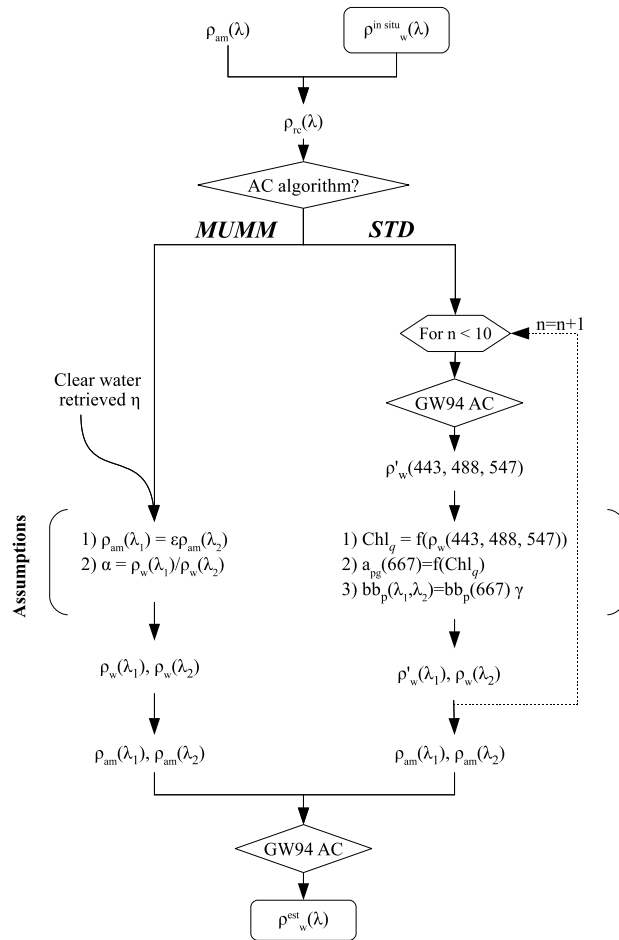 ρam(λ)
ρ^in situ_w(λ)
ρrc(λ)
AC algorithm?
MUMM
STD
For n < 10
n=n+1
Clear water
retrieved η
GW94 AC
ρ'w(443, 488, 547)
Assumptions
1) ρam(λ1) = ερam(λ2)
2) α = ρw(λ1)/ρw(λ2)
1) Chlq = f(ρw(443, 488, 547))
2) apg(667)=f(Chlq)
3) bbp(λ1,λ2)=bbp(667) γ
ρw(λ1), ρw(λ2)
ρ'w(λ1), ρw(λ2)
ρam(λ1), ρam(λ2)
ρam(λ1), ρam(λ2)
GW94 AC
ρ^est_w(λ)